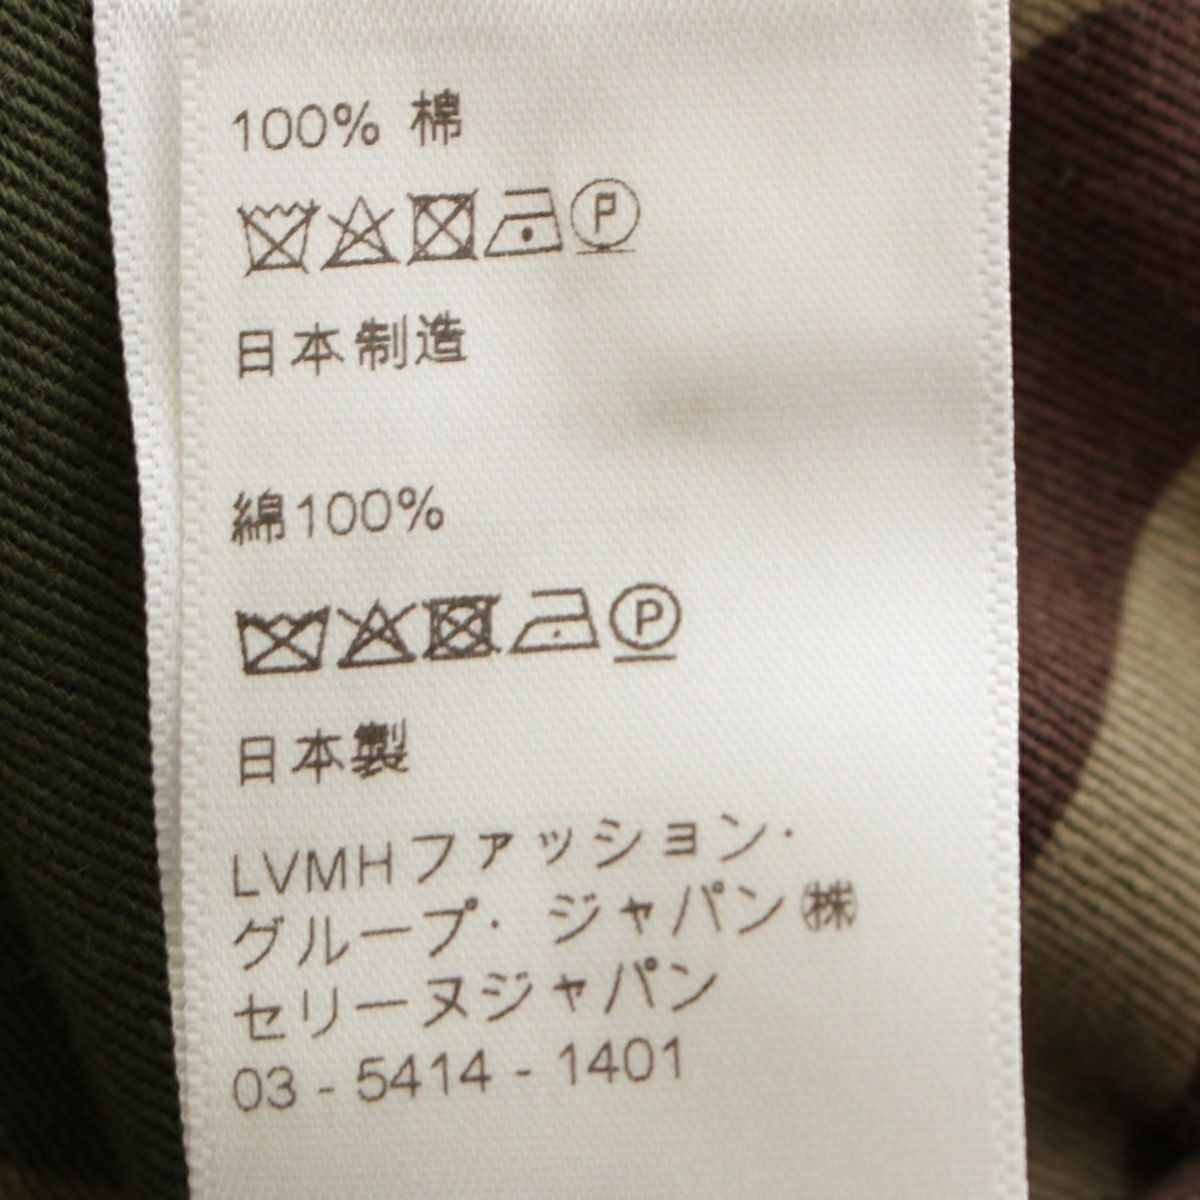 100% 棉
P
日本制造
綿100%
P
日本製
LVMHファッション・
グループ・ジャパン㈱
セリーヌジャパン
03 - 5414 - 1401